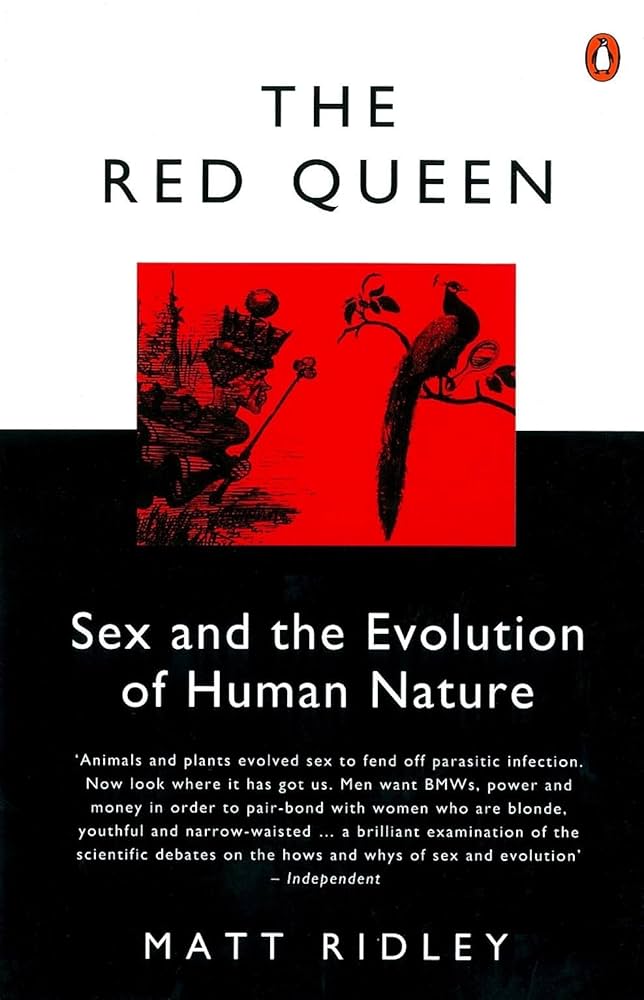 THE
RED QUEEN
Sex and the Evolution
of Human Nature
‘Animals and plants evolved sex to fend off parasitic infection.
Now look where it has got us. Men want BMWs, power and
money in order to pair-bond with women who are blonde,
youthful and narrow-waisted ... a brilliant examination of the
scientific debates on the hows and whys of sex and evolution’
– Independent
MATT RIDLEY